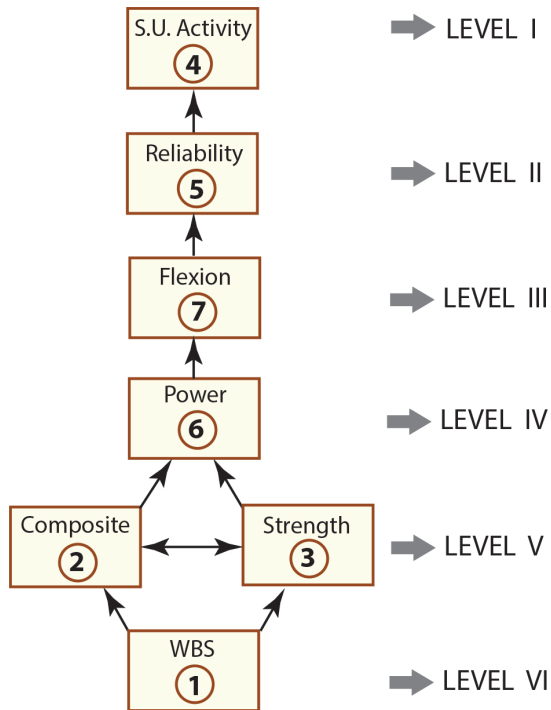 S.U. Activity
4
LEVEL I
Reliability
5
LEVEL II
Flexion
7
LEVEL III
Power
6
LEVEL IV
Composite
2
Strength
3
LEVEL V
WBS
1
LEVEL VI